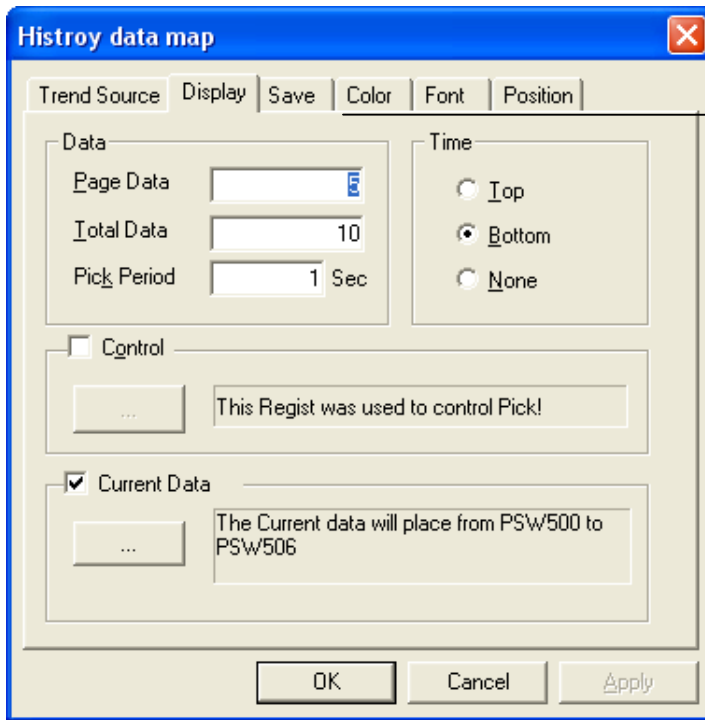 Histroy data map
Trend Source Display Save Color Font Position
Data
Page Data 5
Total Data 10
Pick Period 1 Sec
Time
Top
Bottom
None
Control
... This Regist was used to control Pick!
Current Data
... The Current data will place from PSW500 to
PSW506
OK Cancel Apply